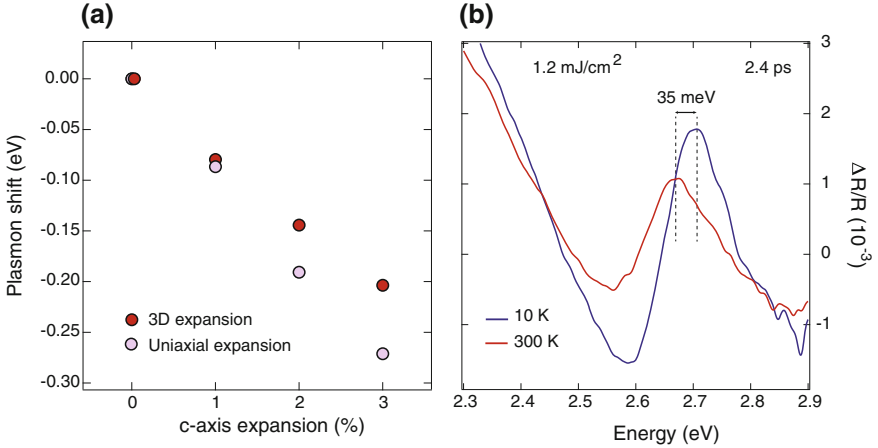 (a)
Plasmon shift (eV)
0.00
-0.05
-0.10
-0.15
-0.20
-0.25
-0.30
3D expansion
Uniaxial expansion
0 1 2 3
c-axis expansion (%)
(b)
1.2 mJ/cm² 2.4 ps
35 meV
10 K
300 K
3
2
1
0
-1
ΔR/R (10⁻³)
2.3 2.4 2.5 2.6 2.7 2.8 2.9
Energy (eV)